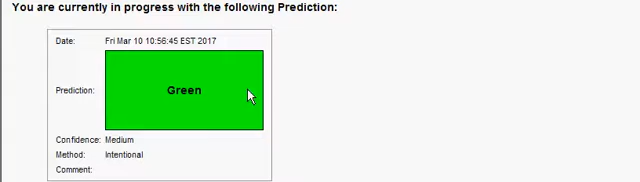 You are currently in progress with the following Prediction:
Date: Fri Mar 10 10:56:45 EST 2017
Prediction: Green
Confidence: Medium
Method: Intentional
Comment: